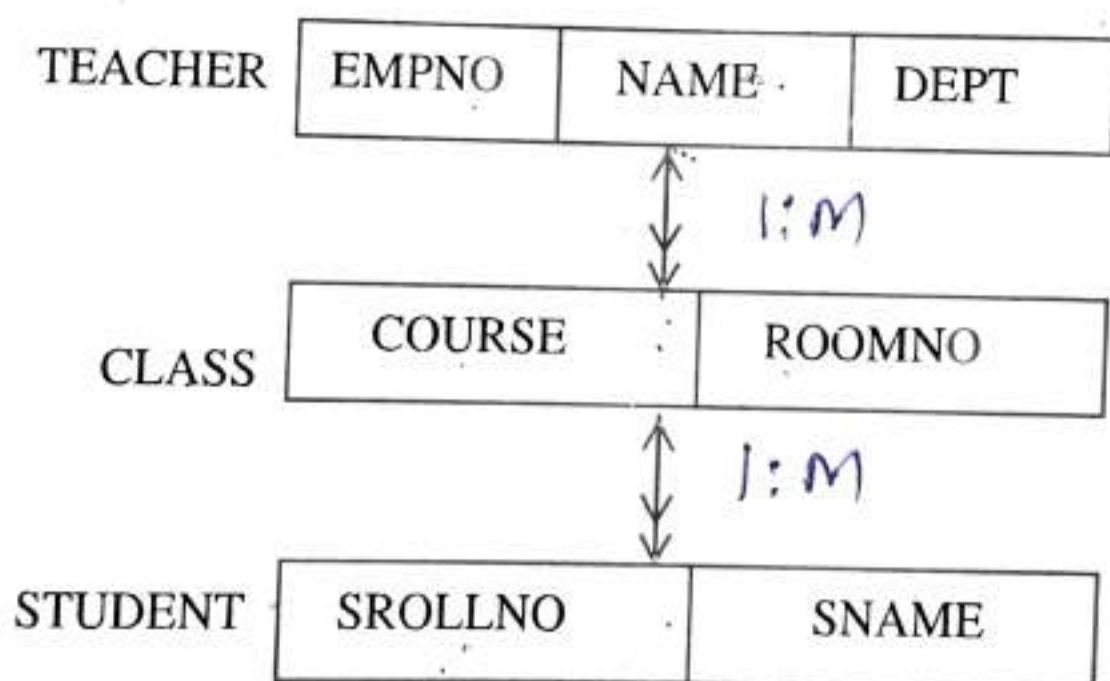 TEACHER EMPNO NAME DEPT
1:M
CLASS COURSE ROOMNO
1:M
STUDENT SROLLNO SNAME